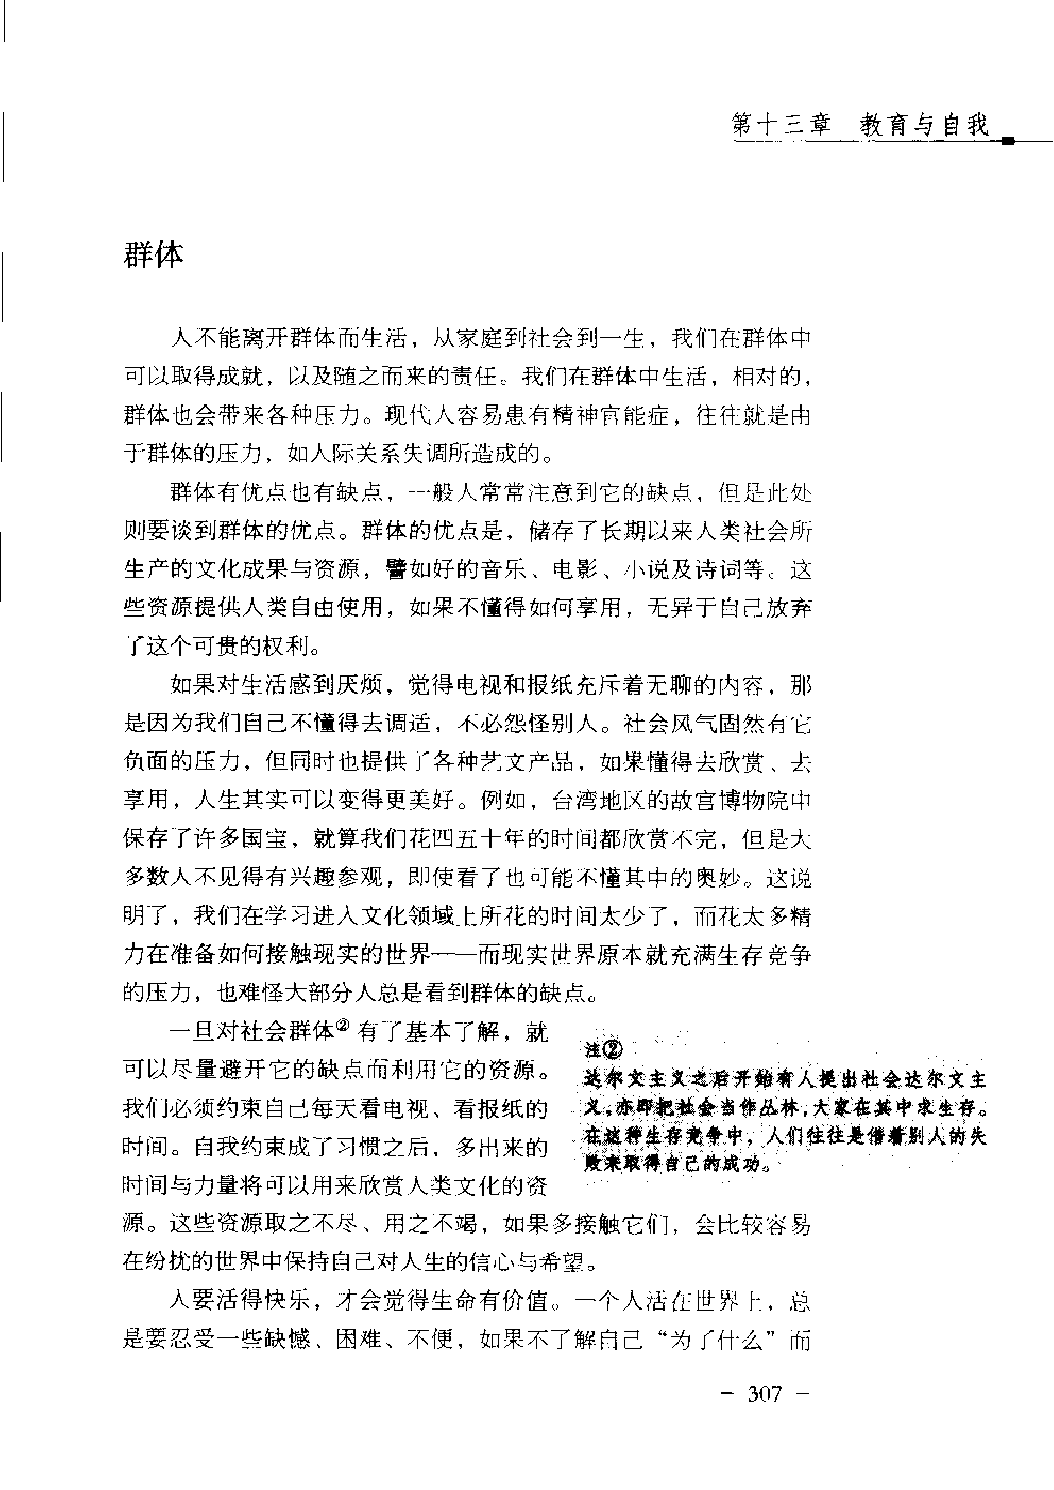 第十三章　教育与自我
群体
人不能离开群体而生活，从家庭到社会到一生，我们在群体中
可以取得成就，以及随之而来的责任。我们在群体中生活，相对的，
群体也会带来各种压力。现代人容易患有精神官能症，往往就是由
于群体的压力，如人际关系失调所造成的。
群体有优点也有缺点，一般人常常注意到它的缺点，但是此处
则要谈到群体的优点。群体的优点是，储存了长期以来人类社会所
生产的文化成果与资源，譬如好的音乐、电影、小说及诗词等。这
些资源提供人类自由使用，如果不懂得如何享用，无异于自己放弃
了这个可贵的权利。
如果对生活感到厌烦，觉得电视和报纸充斥着无聊的内容，那
是因为我们自己不懂得去调适，不必怨怪别人。社会风气固然有它
负面的压力，但同时也提供了各种艺文产品，如果懂得去欣赏、去
享用，人生其实可以变得更美好。例如，台湾地区的故宫博物院中
保存了许多国宝，就算我们花四五十年的时间都欣赏不完，但是大
多数人不见得有兴趣参观，即使看了也可能不懂其中的奥妙。这说
明了，我们在学习进入文化领域上所花的时间太少了，而花太多精
力在准备如何接触现实的世界——而现实世界原本就充满生存竞争
的压力，也难怪大部分人总是看到群体的缺点。
一旦对社会群体② 有了基本了解，就
可以尽量避开它的缺点而利用它的资源。
我们必须约束自己每天看电视、看报纸的
时间。自我约束成了习惯之后，多出来的
时间与力量将可以用来欣赏人类文化的资
源。这些资源取之不尽、用之不竭，如果多接触它们，会比较容易
在纷扰的世界中保持自己对人生的信心与希望。
人要活得快乐，才会觉得生命有价值。一个人活在世界上，总
是要忍受一些缺憾、困难、不便，如果不了解自己“为了什么”而
注②
达尔文主义之后开始有人提出社会达尔文主
义，亦即把社会当作丛林，大家在其中求生存。
在这种生存竞争中，人们往往是借着别人的失
败来取得自己的成功。
－ 307 －